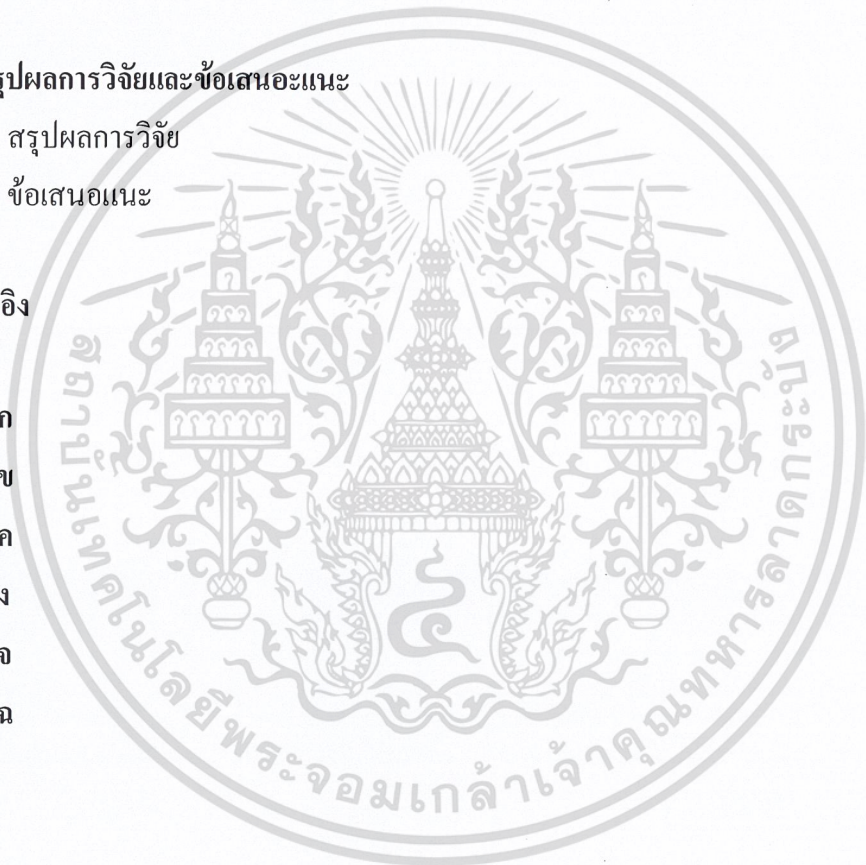 รุปผลการวิจัยและข้อเสนอะแนะ
สรุปผลการวิจัย
ข้อเสนอแนะ
อิง
ก
ข
ค
ง
จ
ฉ
สถาบันเทคโนโลยีพระจอมเกล้าเจ้าคุณทหารลาดกระบัง
๔